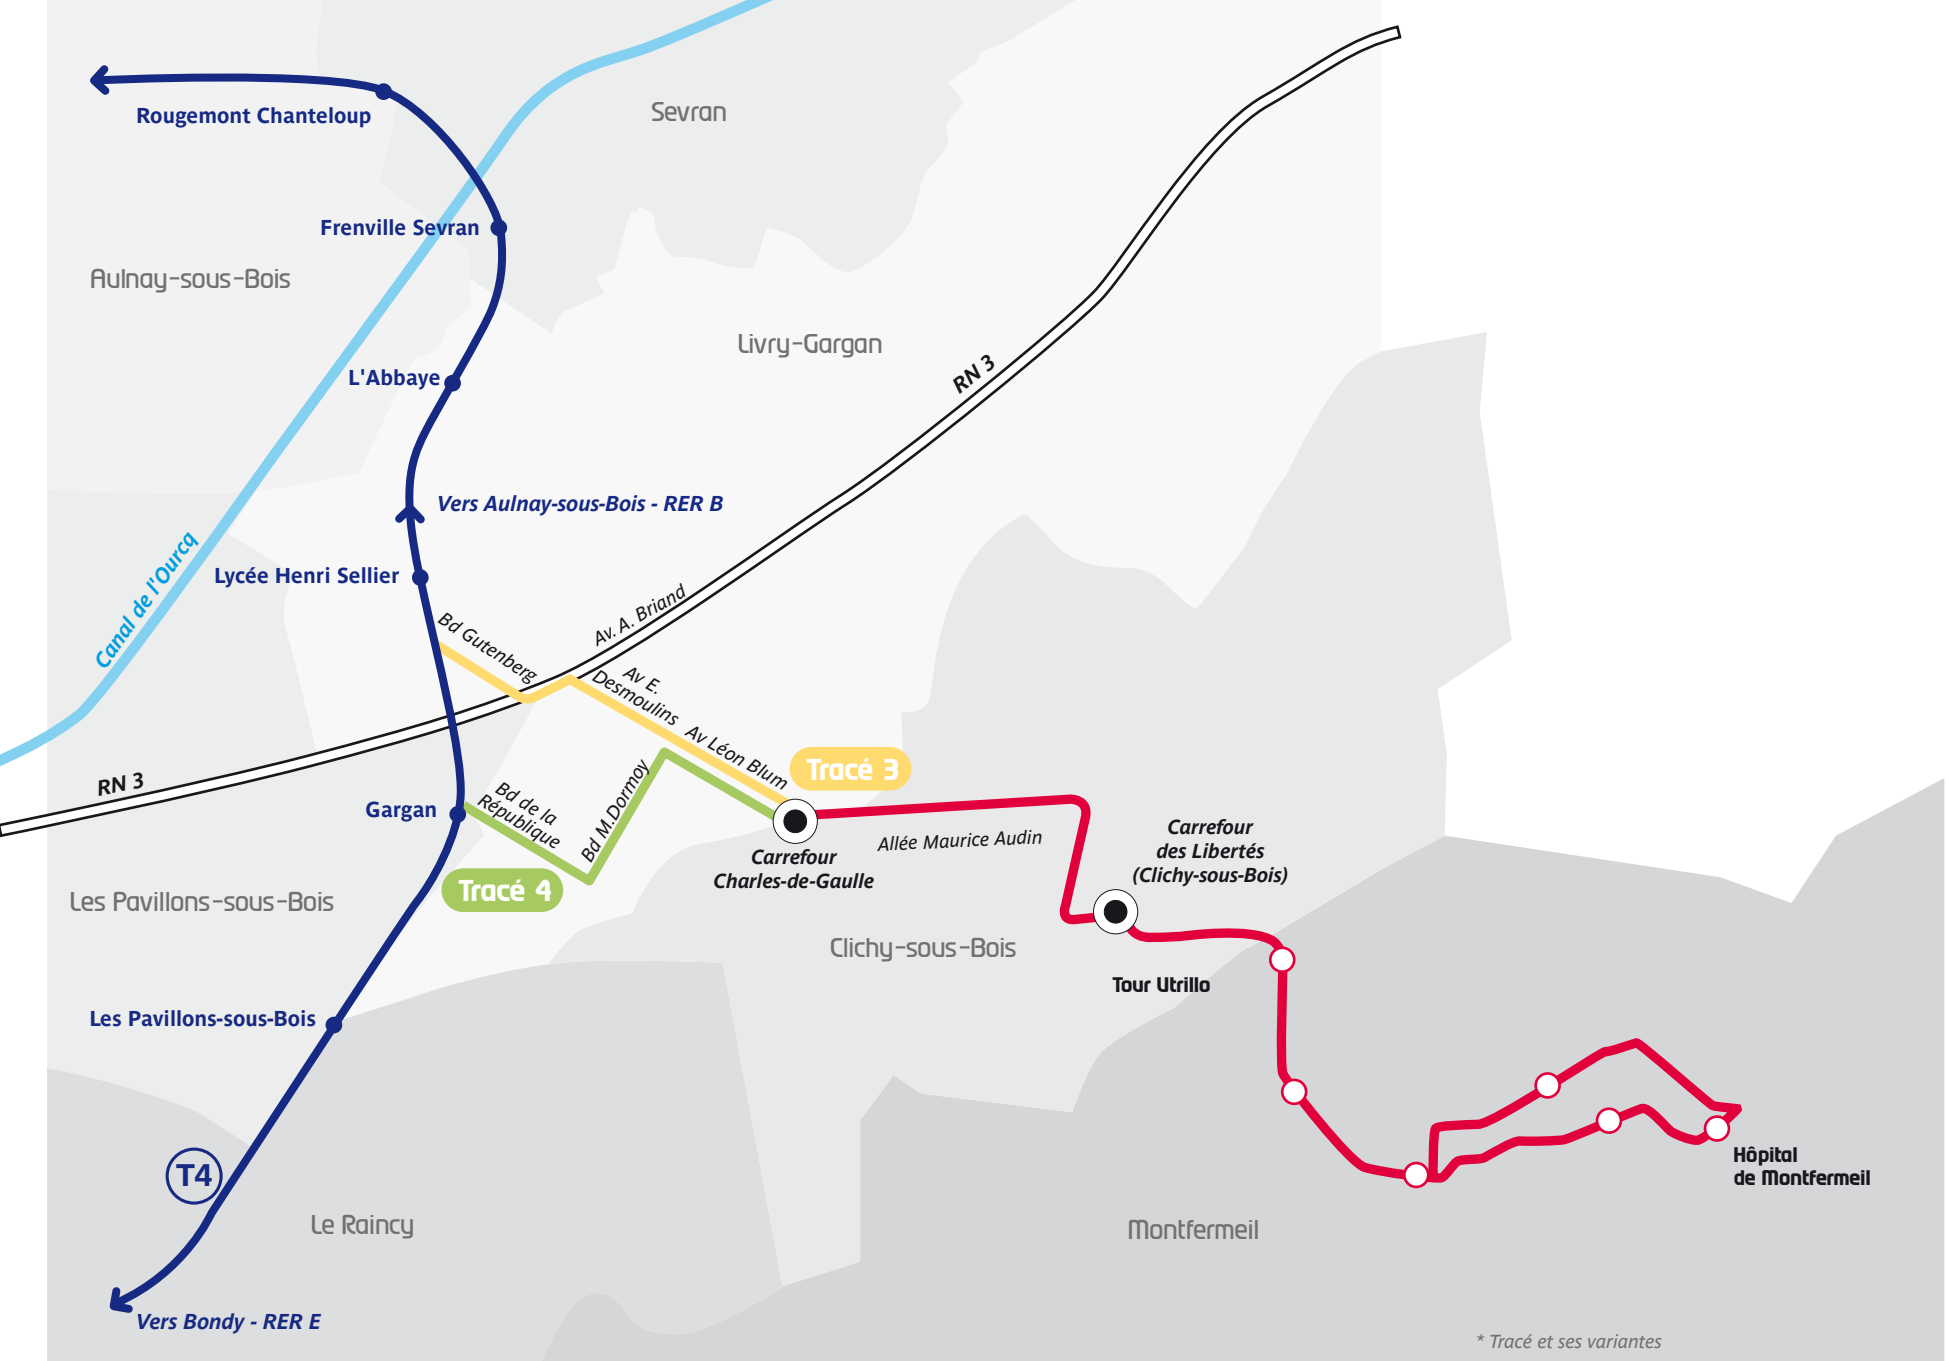 Rougemont Chanteloup
Sevran
Frenville Sevran
Aulnay-sous-Bois
Livry-Gargan
RN 3
L'Abbaye
Vers Aulnay-sous-Bois - RER B
Canal de l'Ourcq
Lycée Henri Sellier
Bd Gutenberg
Av. A. Briand
Av E.
Desmoulins
Av Léon Blum
Tracé 3
RN 3
Gargan
Bd de la
République
Bd M.Dormoy
Carrefour
Charles-de-Gaulle
Allée Maurice Audin
Carrefour
des Libertés
(Clichy-sous-Bois)
Tracé 4
Les Pavillons-sous-Bois
Clichy-sous-Bois
Tour Utrillo
Les Pavillons-sous-Bois
T4
Hôpital
de Montfermeil
Le Raincy
Montfermeil
Vers Bondy - RER E
* Tracé et ses variantes